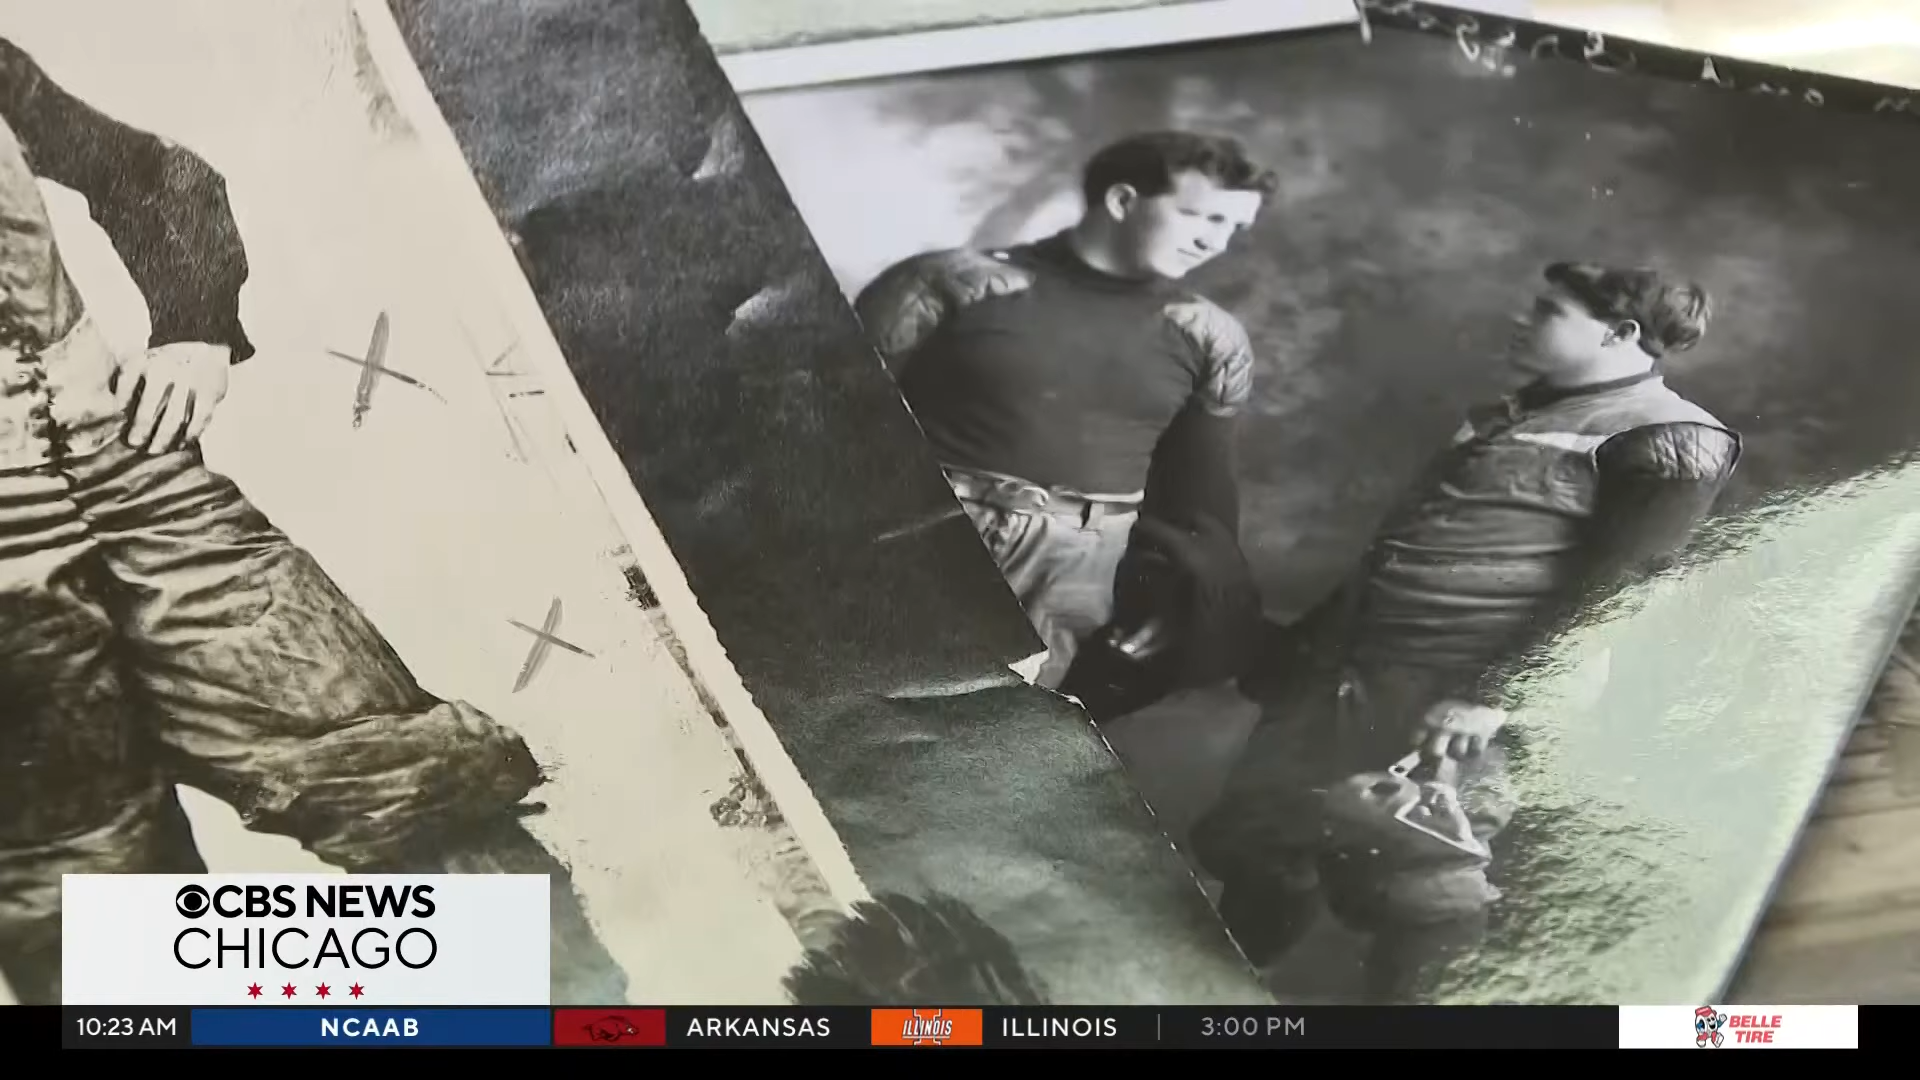 CBS NEWS
CHICAGO
10:23 AM NCAAB ARKANSAS ILLINOIS ILLINOIS | 3:00 PM BELLE
TIRE